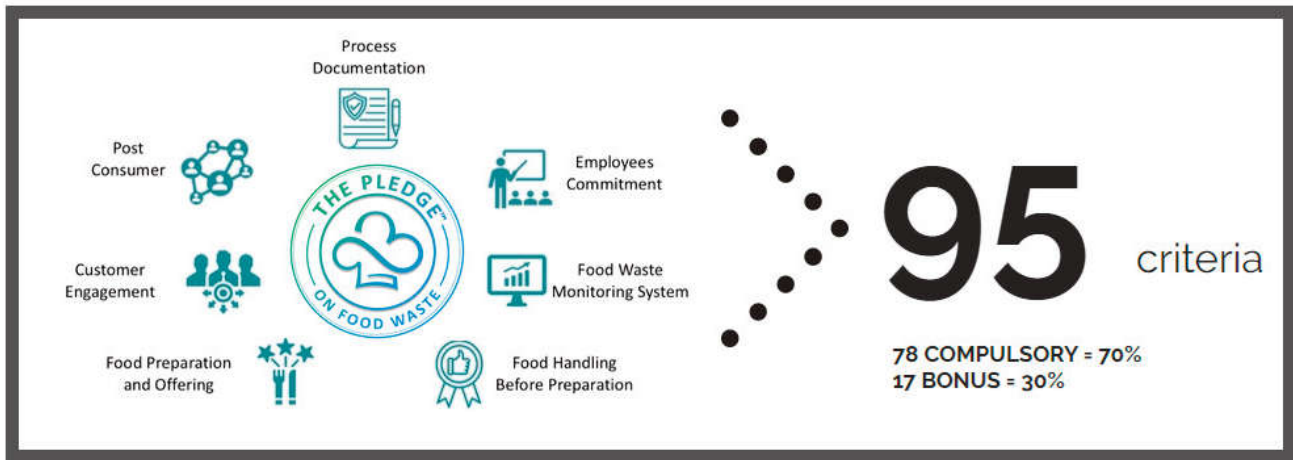 Process
Documentation
Post
Consumer
Employees
Commitment
THE PLEDGE™
ON FOOD WASTE
Customer
Engagement
Food Waste
Monitoring System
Food Preparation
and Offering
Food Handling
Before Preparation
95
criteria
78 COMPULSORY = 70%
17 BONUS = 30%